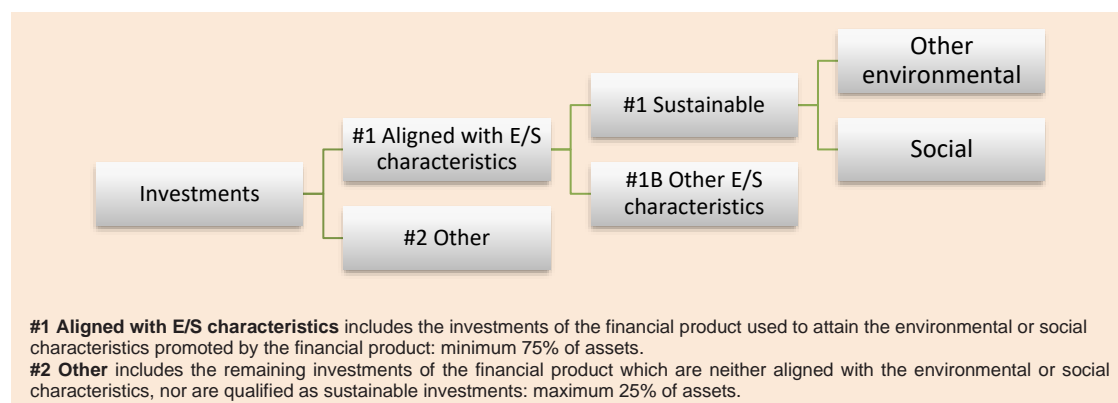 Other
environmental
#1 Sustainable
#1 Aligned with E/S
characteristics
Social
Investments
#1B Other E/S
characteristics
#2 Other
#1 Aligned with E/S characteristics includes the investments of the financial product used to attain the environmental or social
characteristics promoted by the financial product: minimum 75% of assets.
#2 Other includes the remaining investments of the financial product which are neither aligned with the environmental or social
characteristics, nor are qualified as sustainable investments: maximum 25% of assets.